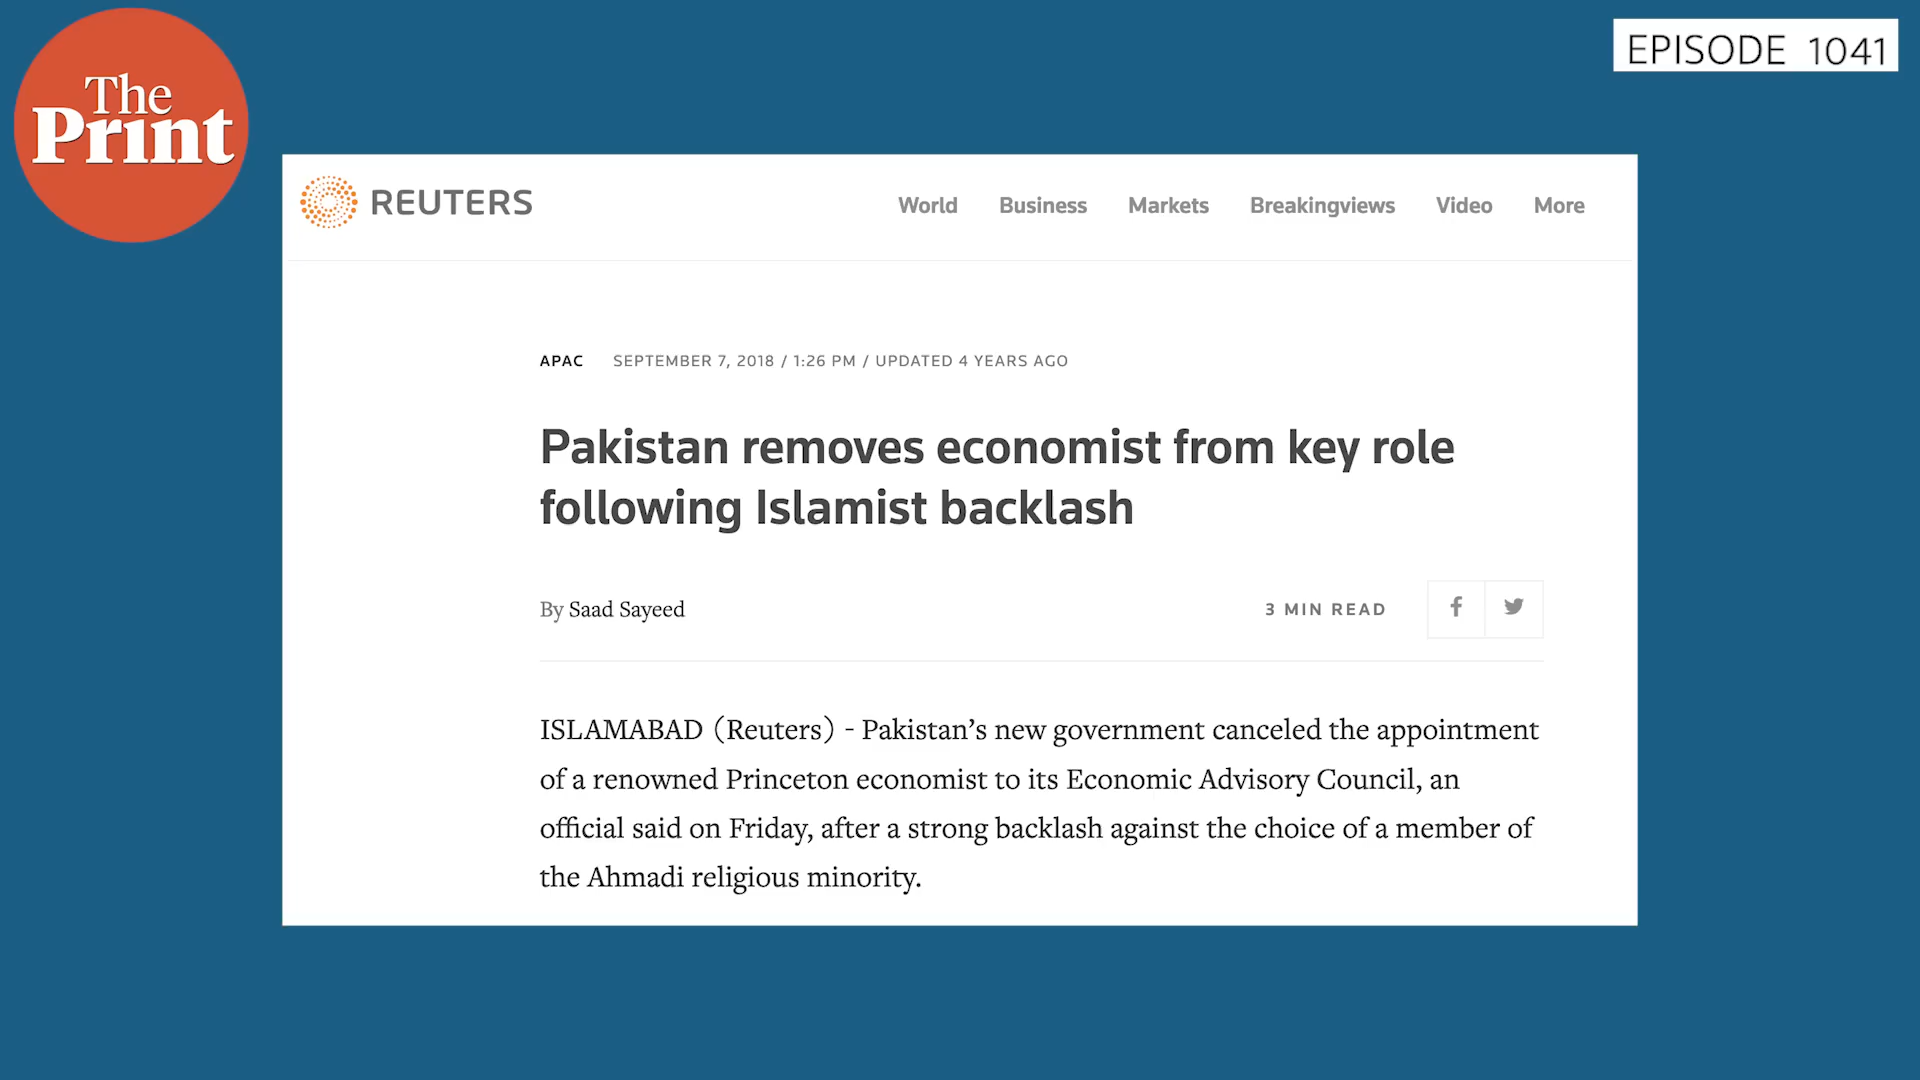 The
Print
EPISODE 1041
REUTERS
World Business Markets Breakingviews Video More
APAC SEPTEMBER 7, 2018 / 1:26 PM / UPDATED 4 YEARS AGO
Pakistan removes economist from key role
following Islamist backlash
By Saad Sayeed
3 MIN READ
ISLAMABAD (Reuters) - Pakistan’s new government canceled the appointment
of a renowned Princeton economist to its Economic Advisory Council, an
official said on Friday, after a strong backlash against the choice of a member of
the Ahmadi religious minority.